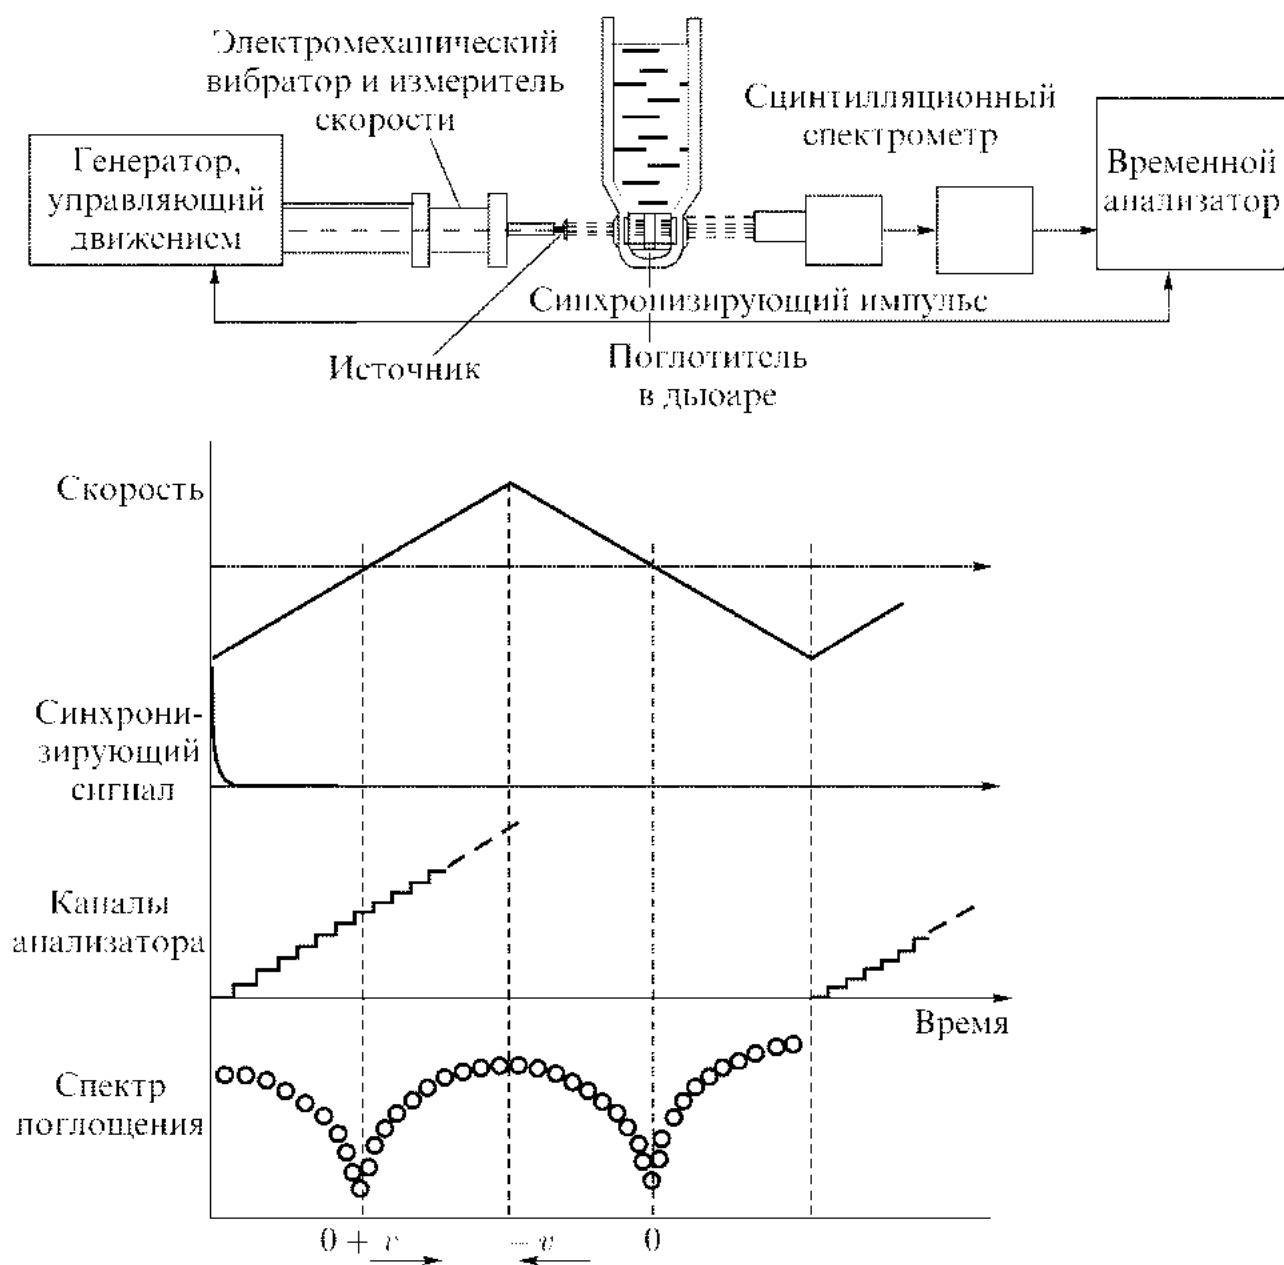 Электромеханический
вибратор и измеритель
скорости
Сцинтилляционный
спектрометр
Генератор,
управляющий
движением
Временной
анализатор
Синхронизирующий импульс
Источник
Поглотитель
в дьюаре
Скорость
Синхрони-
зирующий
сигнал
Каналы
анализатора
Время
Спектр
поглощения
0 + v
– v
0